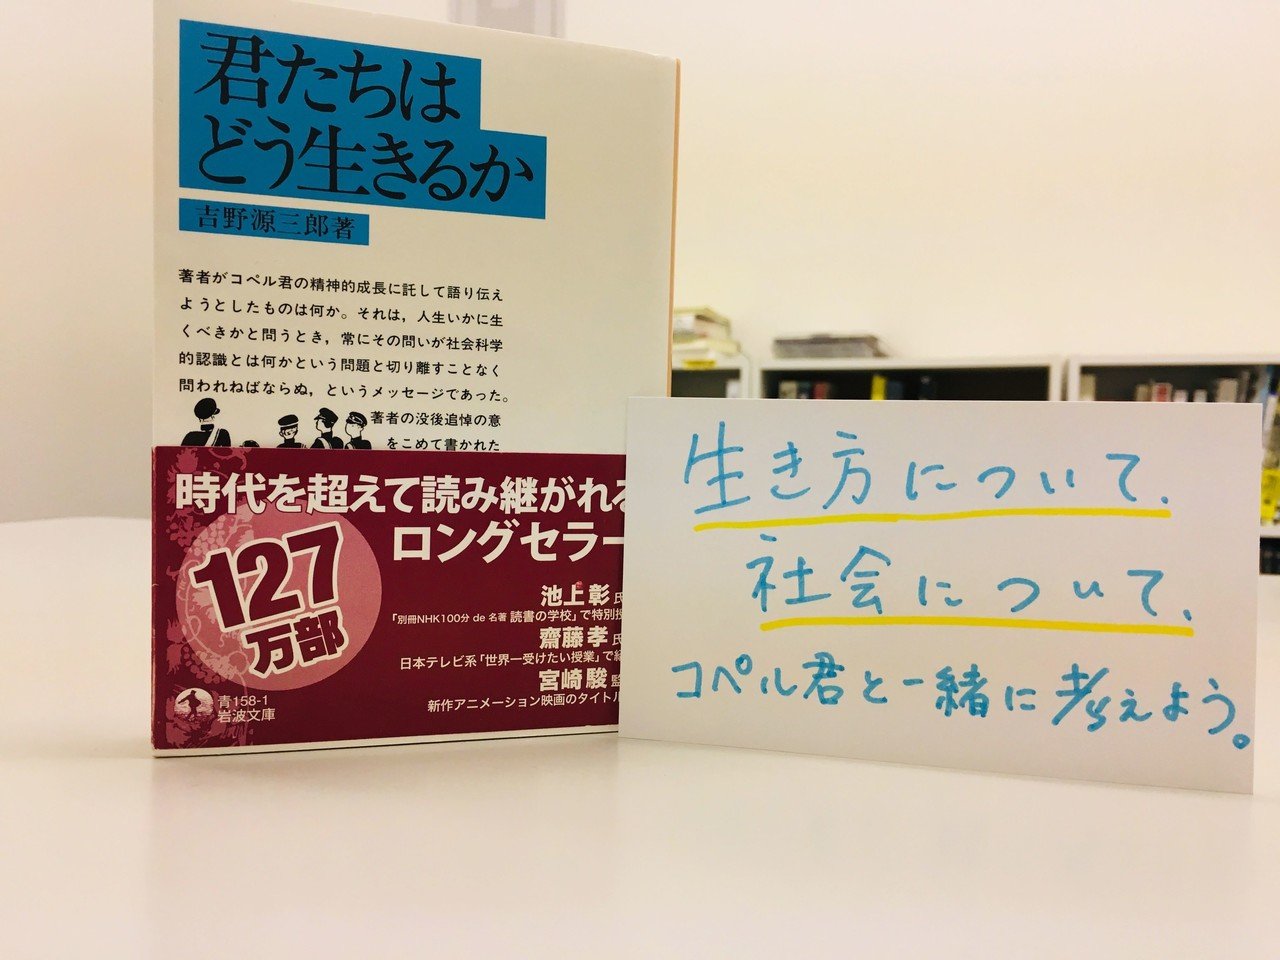 君たちは
どう生きるか
吉野源三郎著
著者がコペル君の精神的成長に託して語り伝え
ようとしたものは何か。それは，人生いかに生
くべきかと問うとき，常にその問いが社会科学
的認識とは何かという問題と切り離すことなく
問われねばならぬ，というメッセージであった。
著者の没後追悼の意
をこめて書かれた
時代を超えて読み継がれる
ロングセラー
127
万部
池上彰氏
「別冊NHK100分 de 名著 読書の学校」で特別授
齋藤孝氏
日本テレビ系「世界一受けたい授業」で紹
宮崎駿監
新作アニメーション映画のタイトル
青158-1
岩波文庫
生き方について、
社会について、
コペル君と一緒に考えよう。